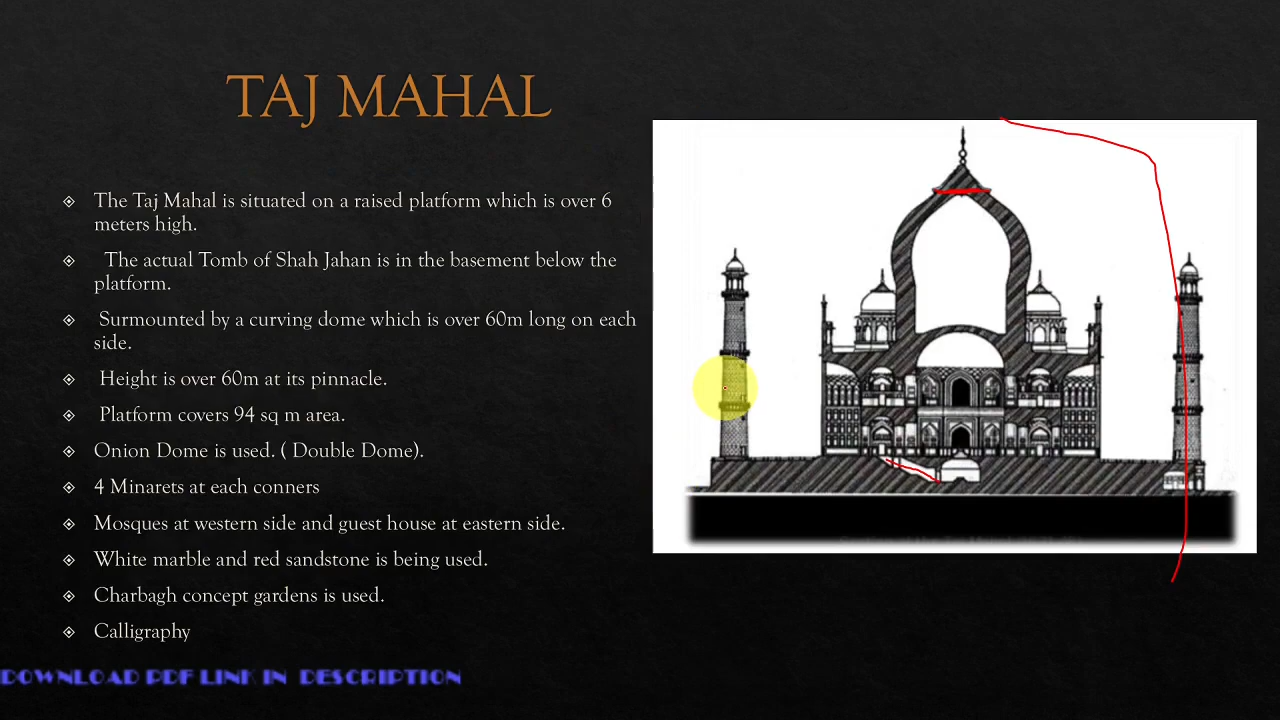 TAJ MAHAL
The Taj Mahal is situated on a raised platform which is over 6
meters high.
The actual Tomb of Shah Jahan is in the basement below the
platform.
Surmounted by a curving dome which is over 60m long on each
side.
Height is over 60m at its pinnacle.
Platform covers 94 sq m area.
Onion Dome is used. ( Double Dome).
4 Minarets at each conners
Mosques at western side and guest house at eastern side.
White marble and red sandstone is being used.
Charbagh concept gardens is used.
Calligraphy
DOWNLOAD PDF LINK IN DESCRIPTION